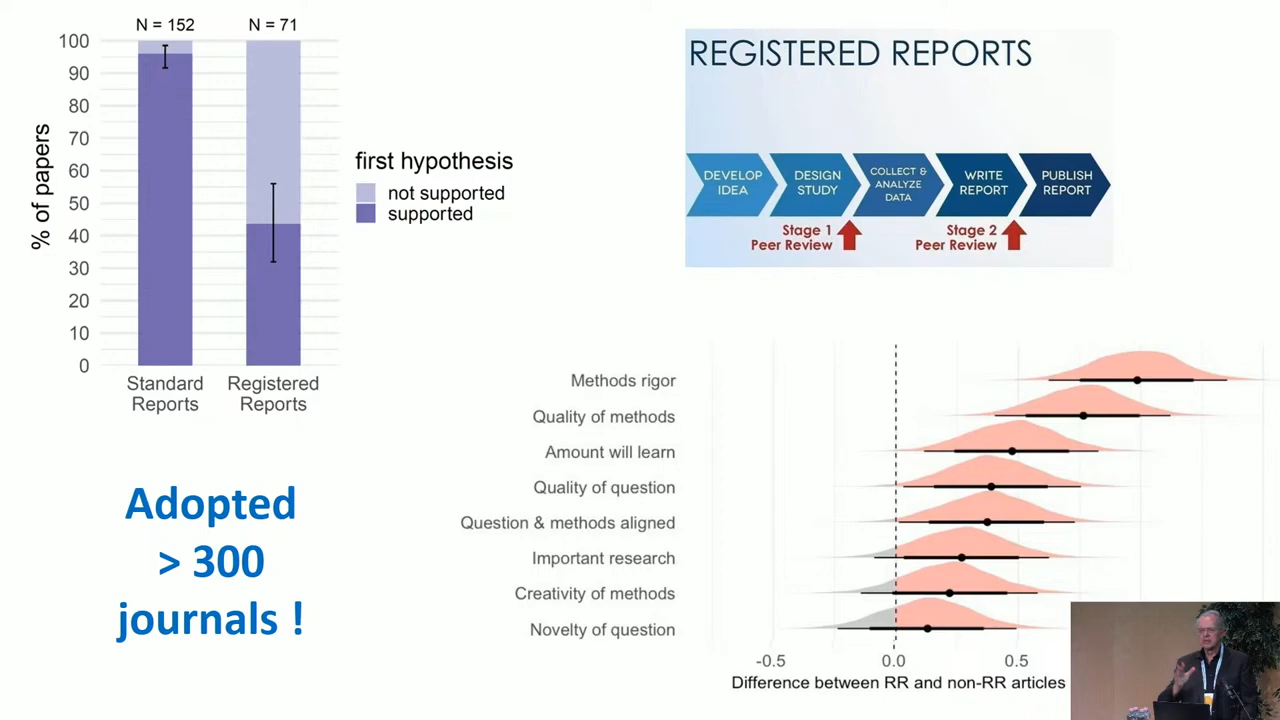 N = 152
N = 71
100
90
80
70
60
50
40
30
20
10
0
% of papers
Standard
Reports
Registered
Reports
first hypothesis
not supported
supported
REGISTERED REPORTS
DEVELOP
IDEA
DESIGN
STUDY
COLLECT &
ANALYZE
DATA
WRITE
REPORT
PUBLISH
REPORT
Stage 1
Peer Review
Stage 2
Peer Review
Adopted
> 300
journals !
Methods rigor
Quality of methods
Amount will learn
Quality of question
Question & methods aligned
Important research
Creativity of methods
Novelty of question
-0.5
0.0
0.5
Difference between RR and non-RR articles